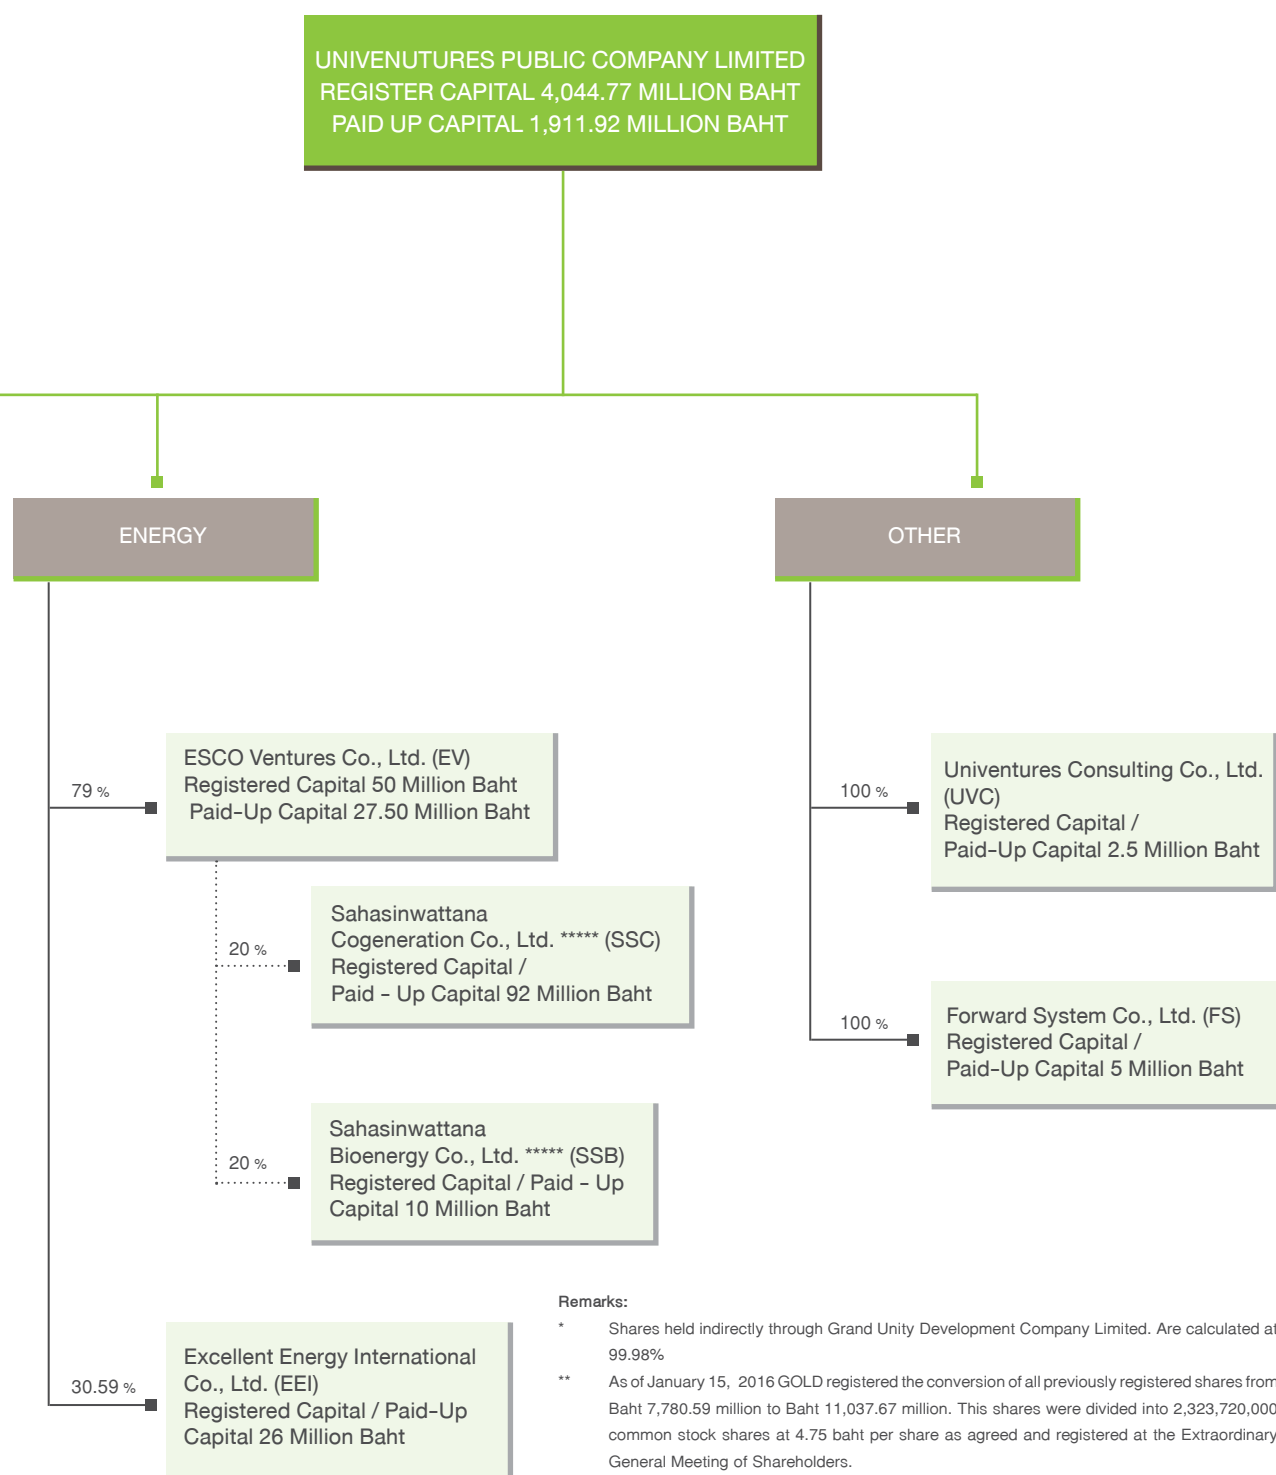 UNIVENUTURES PUBLIC COMPANY LIMITED
REGISTER CAPITAL 4,044.77 MILLION BAHT
PAID UP CAPITAL 1,911.92 MILLION BAHT
ENERGY
OTHER
79 %
ESCO Ventures Co., Ltd. (EV)
Registered Capital 50 Million Baht
Paid-Up Capital 27.50 Million Baht
20 %
Sahasinwattana
Cogeneration Co., Ltd. ***** (SSC)
Registered Capital /
Paid - Up Capital 92 Million Baht
20 %
Sahasinwattana
Bioenergy Co., Ltd. ***** (SSB)
Registered Capital / Paid - Up
Capital 10 Million Baht
30.59 %
Excellent Energy International
Co., Ltd. (EEI)
Registered Capital / Paid-Up
Capital 26 Million Baht
100 %
Univentures Consulting Co., Ltd.
(UVC)
Registered Capital /
Paid-Up Capital 2.5 Million Baht
100 %
Forward System Co., Ltd. (FS)
Registered Capital /
Paid-Up Capital 5 Million Baht
Remarks:
* Shares held indirectly through Grand Unity Development Company Limited. Are calculated at
99.98%
** As of January 15, 2016 GOLD registered the conversion of all previously registered shares from
Baht 7,780.59 million to Baht 11,037.67 million. This shares were divided into 2,323,720,000
common stock shares at 4.75 baht per share as agreed and registered at the Extraordinary
General Meeting of Shareholders.